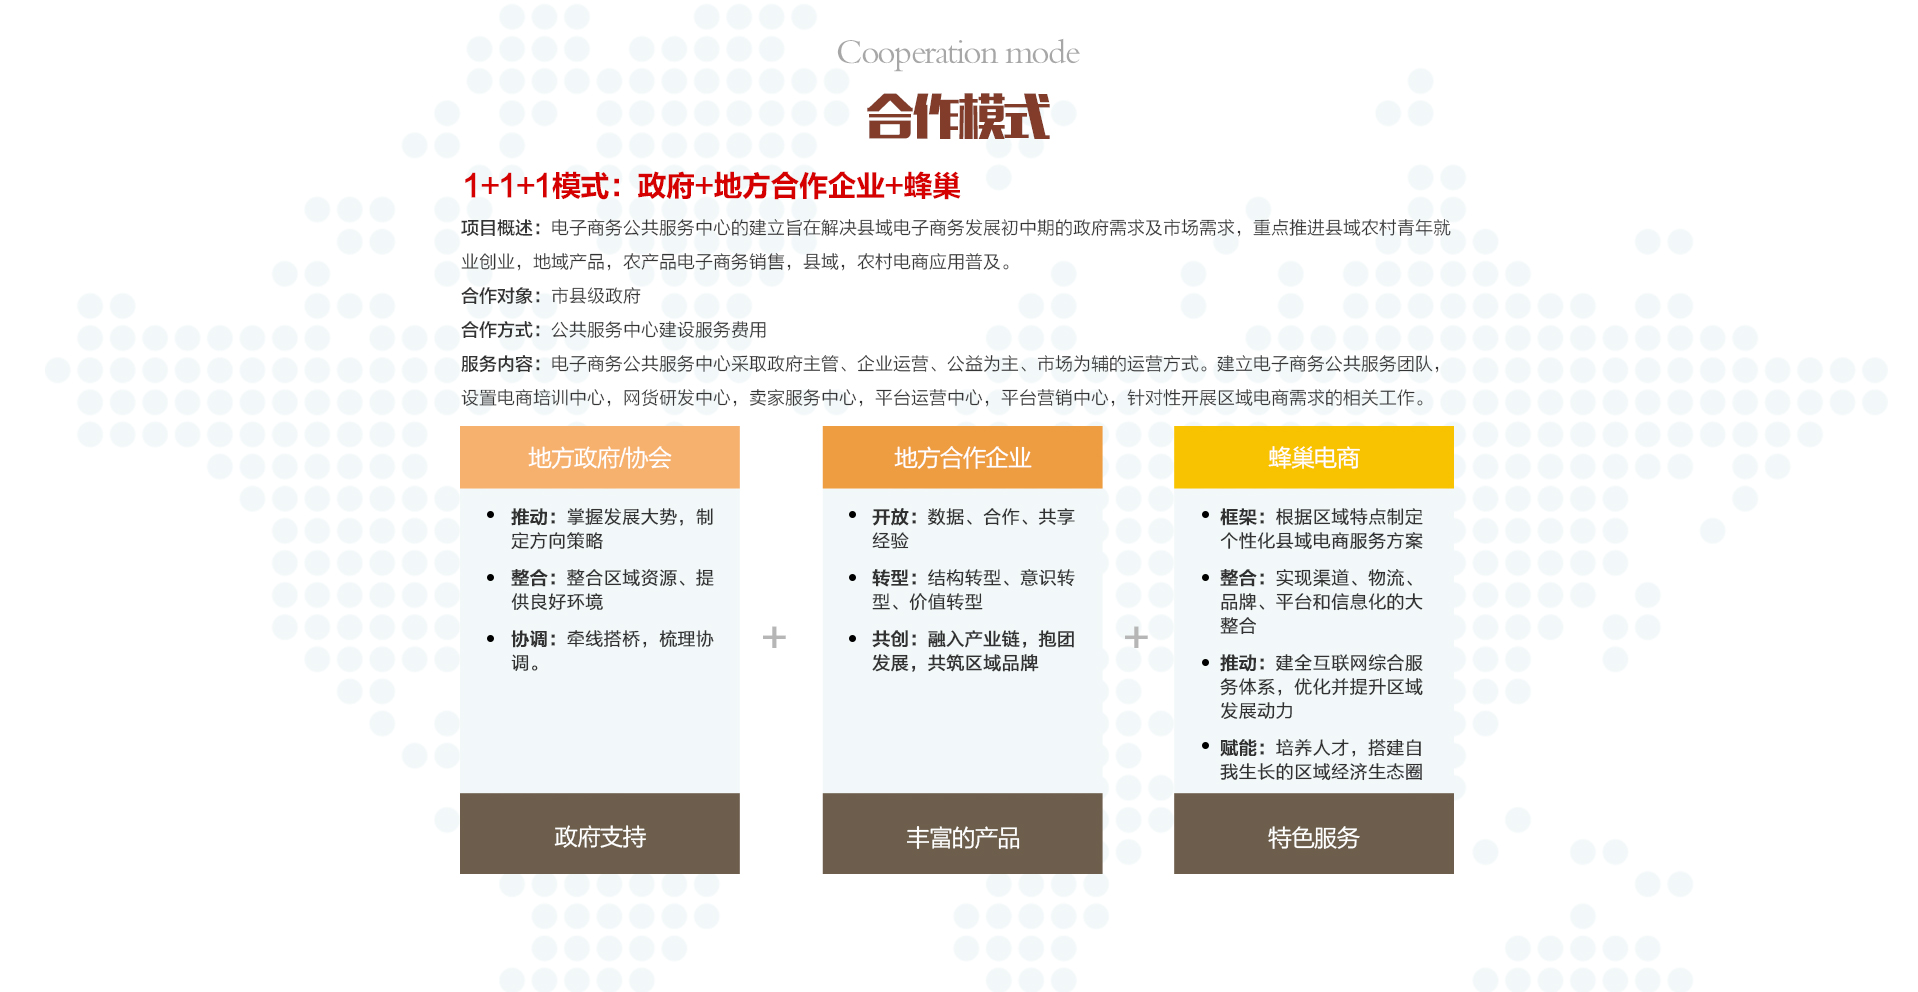 Cooperation mode
合作模式
1+1+1模式：政府+地方合作企业+蜂巢
项目概述：电子商务公共服务中心的建立旨在解决县域电子商务发展初中期的政府需求及市场需求，重点推进县域农村青年就
业创业，地域产品，农产品电子商务销售，县域，农村电商应用普及。
合作对象：市县级政府
合作方式：公共服务中心建设服务费用
服务内容：电子商务公共服务中心采取政府主管、企业运营、公益为主、市场为辅的运营方式。建立电子商务公共服务团队，
设置电商培训中心，网货研发中心，卖家服务中心，平台运营中心，平台营销中心，针对性开展区域电商需求的相关工作。
地方政府/协会
• 推动：掌握发展大势，制
定方向策略
• 整合：整合区域资源、提
供良好环境
• 协调：牵线搭桥，梳理协
调。
政府支持
+
地方合作企业
• 开放：数据、合作、共享
经验
• 转型：结构转型、意识转
型、价值转型
• 共创：融入产业链，抱团
发展，共筑区域品牌
丰富的产品
+
蜂巢电商
• 框架：根据区域特点制定
个性化县域电商服务方案
• 整合：实现渠道、物流、
品牌、平台和信息化的大
整合
• 推动：建全互联网综合服
务体系，优化并提升区域
发展动力
• 赋能：培养人才，搭建自
我生长的区域经济生态圈
特色服务